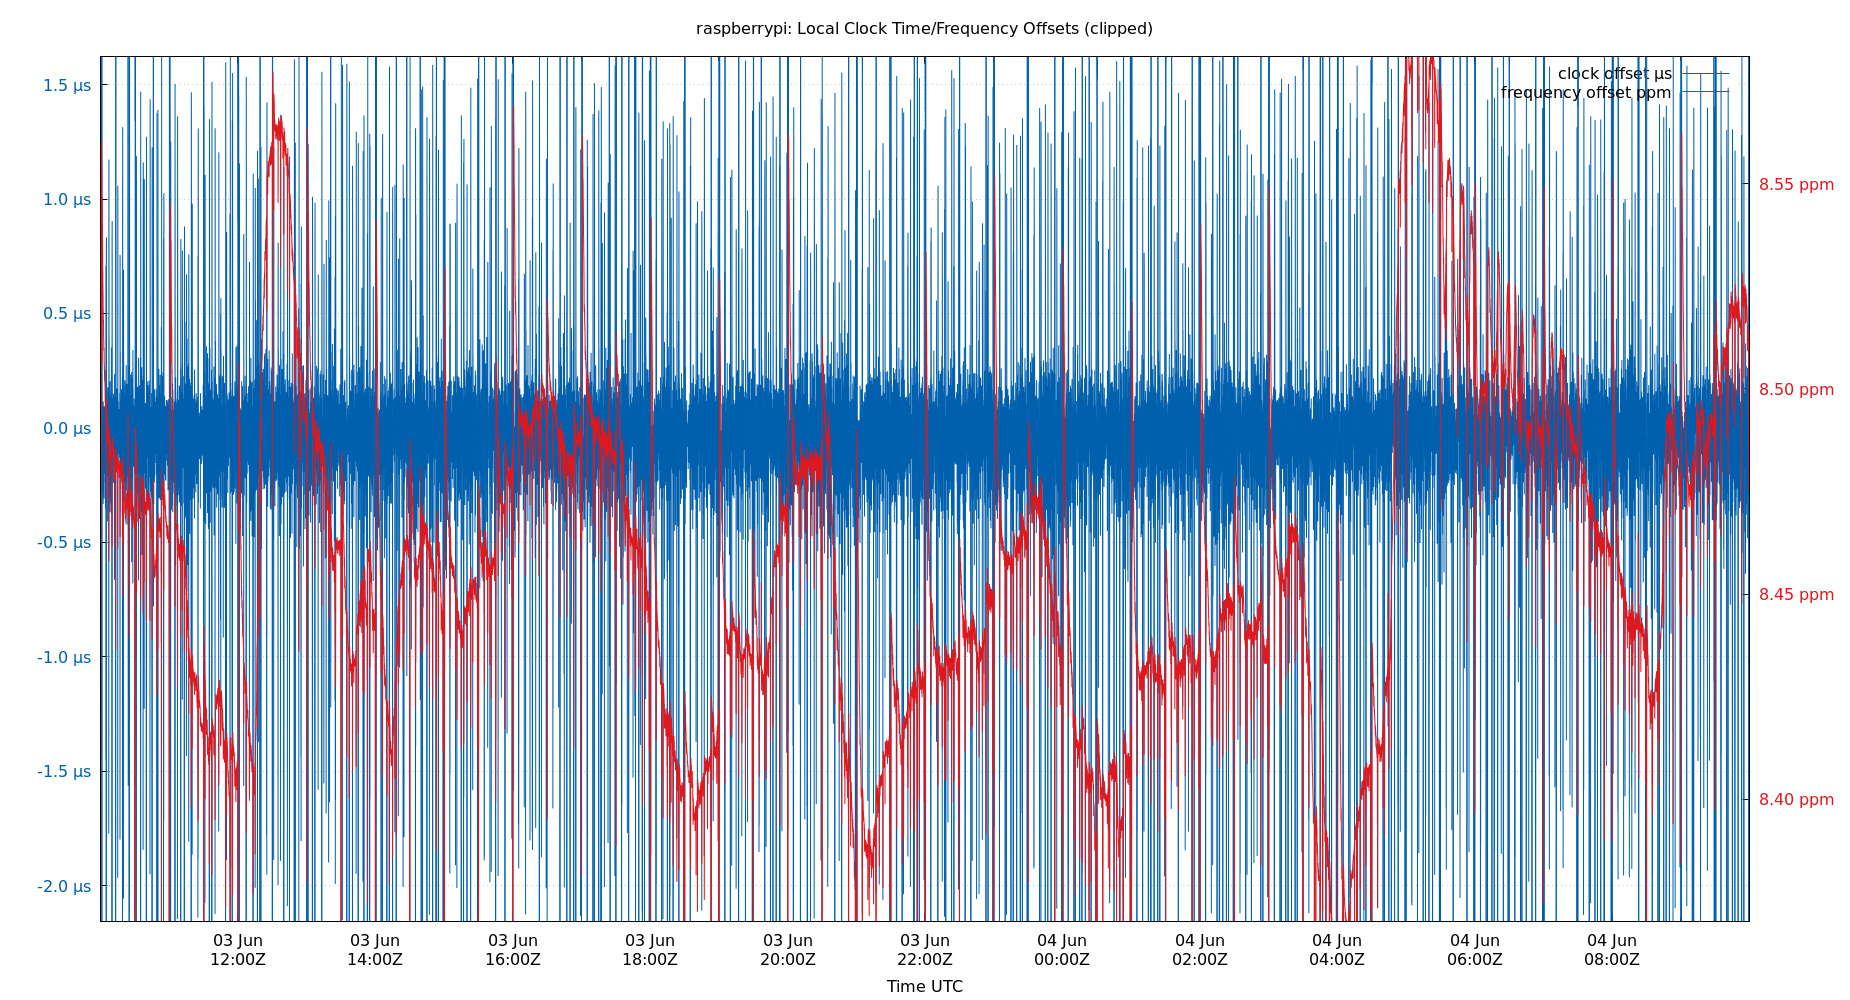 raspberrypi: Local Clock Time/Frequency Offsets (clipped)
clock offset µs
frequency offset ppm
1.5 µs
1.0 µs
0.5 µs
0.0 µs
-0.5 µs
-1.0 µs
-1.5 µs
-2.0 µs
8.55 ppm
8.50 ppm
8.45 ppm
8.40 ppm
03 Jun 03 Jun 03 Jun 03 Jun 03 Jun 03 Jun 04 Jun 04 Jun 04 Jun 04 Jun 04 Jun
12:00Z 14:00Z 16:00Z 18:00Z 20:00Z 22:00Z 00:00Z 02:00Z 04:00Z 06:00Z 08:00Z
Time UTC